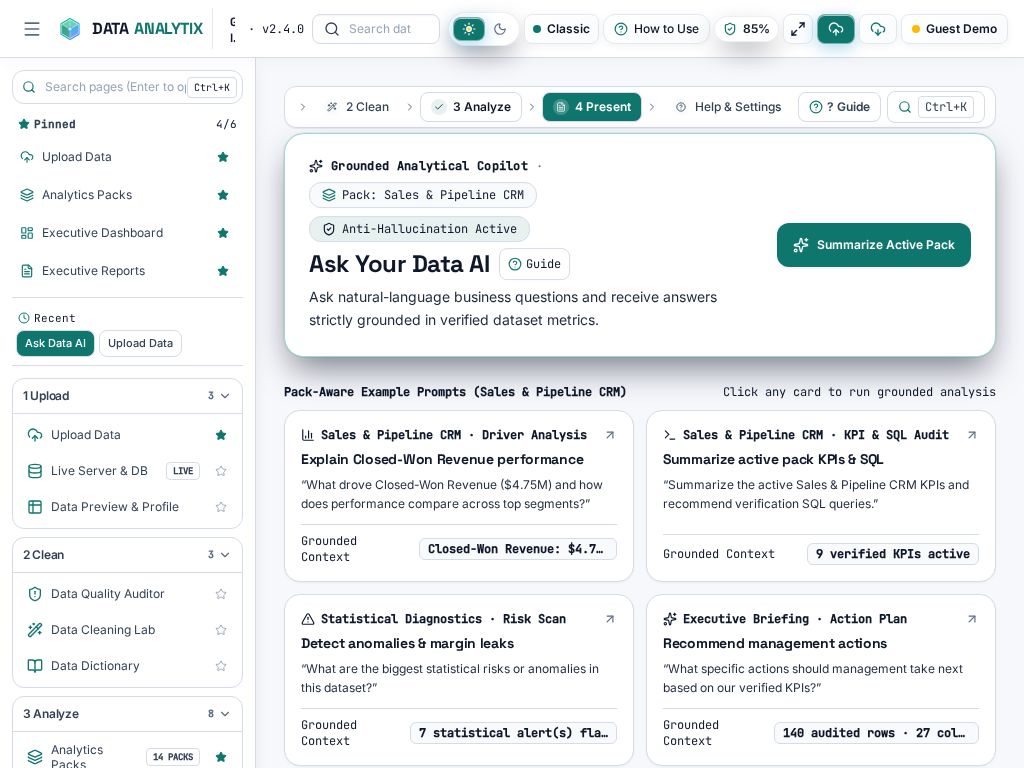 DATA ANALYTIX
· v2.4.0
Search dat
Classic
How to Use
85%
Guest Demo
Search pages (Enter to op
Ctrl+K
Pinned
4/6
Upload Data
Analytics Packs
Executive Dashboard
Executive Reports
Recent
Ask Data AI
Upload Data
1 Upload
3
Upload Data
Live Server & DB
LIVE
Data Preview & Profile
2 Clean
3
Data Quality Auditor
Data Cleaning Lab
Data Dictionary
3 Analyze
8
Analytics
Packs
14 PACKS
2 Clean
3 Analyze
4 Present
Help & Settings
? Guide
Ctrl+K
Grounded Analytical Copilot ·
Pack: Sales & Pipeline CRM
Anti-Hallucination Active
Ask Your Data AI
Guide
Ask natural-language business questions and receive answers
strictly grounded in verified dataset metrics.
Summarize Active Pack
Pack-Aware Example Prompts (Sales & Pipeline CRM)
Click any card to run grounded analysis
Sales & Pipeline CRM · Driver Analysis
Explain Closed-Won Revenue performance
“What drove Closed-Won Revenue ($4.75M) and how
does performance compare across top segments?”
Grounded
Context
Closed-Won Revenue: $4.7…
Sales & Pipeline CRM · KPI & SQL Audit
Summarize active pack KPIs & SQL
“Summarize the active Sales & Pipeline CRM KPIs and
recommend verification SQL queries.”
Grounded Context
9 verified KPIs active
Statistical Diagnostics · Risk Scan
Detect anomalies & margin leaks
“What are the biggest statistical risks or anomalies in
this dataset?”
Grounded
Context
7 statistical alert(s) fla…
Executive Briefing · Action Plan
Recommend management actions
“What specific actions should management take next
based on our verified KPIs?”
Grounded
Context
140 audited rows · 27 col…